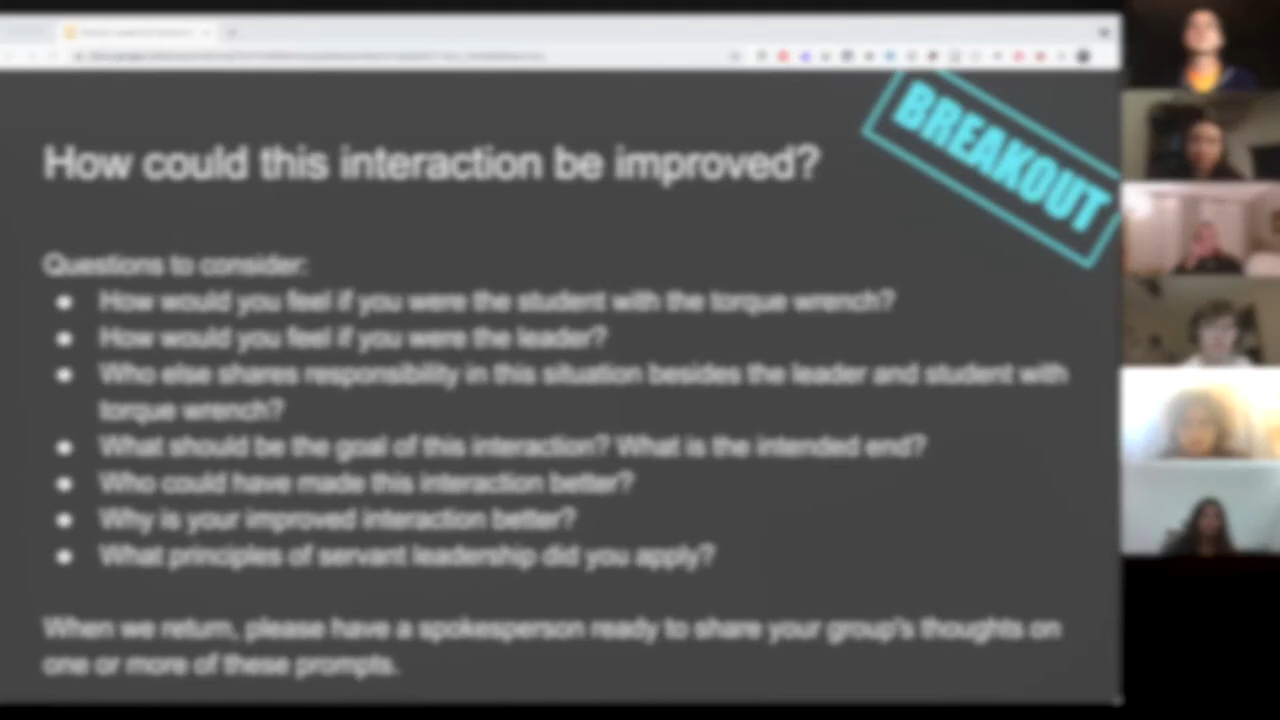 BREAKOUT
How could this interaction be improved?
Questions to consider:
● How would you feel if you were the student with the torque wrench?
● How would you feel if you were the leader?
● Who else shares responsibility in this situation besides the leader and student with
torque wrench?
● What should be the goal of this interaction? What is the intended end?
● Who could have made this interaction better?
● Why is your improved interaction better?
● What principles of servant leadership did you apply?
When we return, please have a spokesperson ready to share your group's thoughts on
one or more of these prompts.